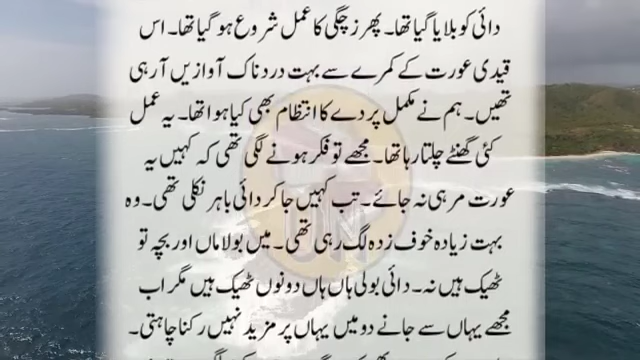 دائی کو بلایا گیا تھا۔ پھر زچگی کا عمل شروع ہو گیا تھا۔ اس
قیدی عورت کے کمرے سے بہت دردناک آوازیں آ رہی
تھیں۔ ہم نے مکمل پردے کا انتظام بھی کیا ہوا تھا۔ یہ عمل
کئی گھنٹے چلتا رہا تھا۔ مجھے تو فکر ہونے لگی تھی کہ کہیں یہ
عورت مر ہی نہ جائے۔ تب کہیں جا کر دائی باہر نکلی تھی۔ وہ
بہت زیادہ خوف زدہ لگ رہی تھی۔ میں بولا ماں اور بچہ تو
ٹھیک ہیں نہ۔ دائی بولی ہاں ہاں دونوں ٹھیک ہیں مگر اب
مجھے یہاں سے جانے دو میں یہاں پر مزید نہیں رکنا چاہتی۔